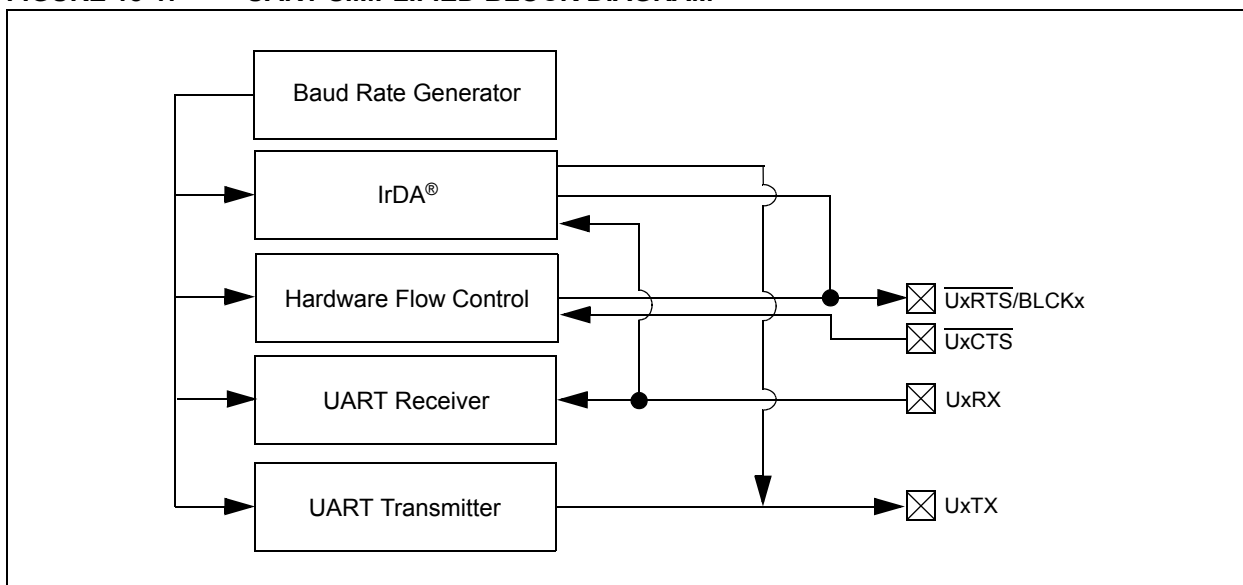 Baud Rate Generator
IrDA®
Hardware Flow Control
UxRTS/BLCKx
UxCTS
UART Receiver
UxRX
UART Transmitter
UxTX